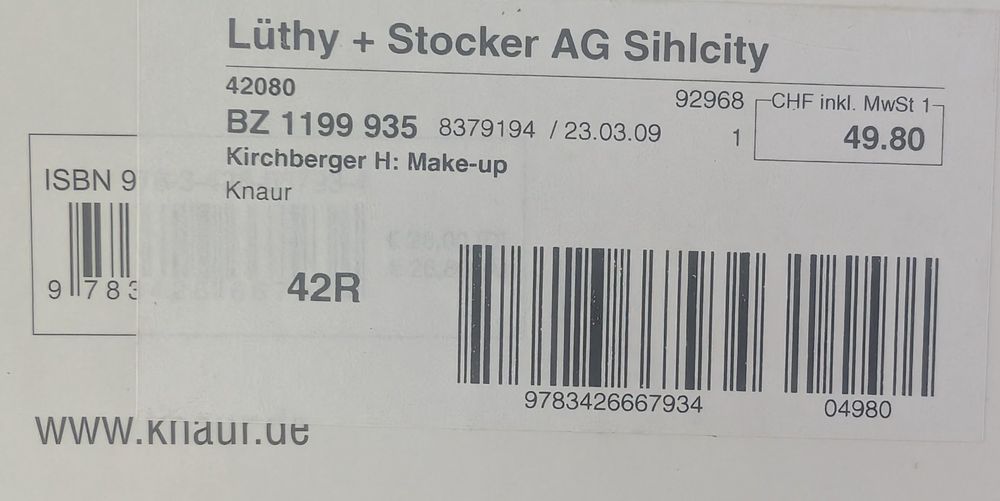 Lüthy + Stocker AG Sihlcity
42080
92968
CHF inkl. MwSt 1
BZ 1199 935 8379194 / 23.03.09
1
49.80
Kirchberger H: Make-up
Knaur
ISBN 9
9 783
42R
9783426667934
04980
www.knaur.de